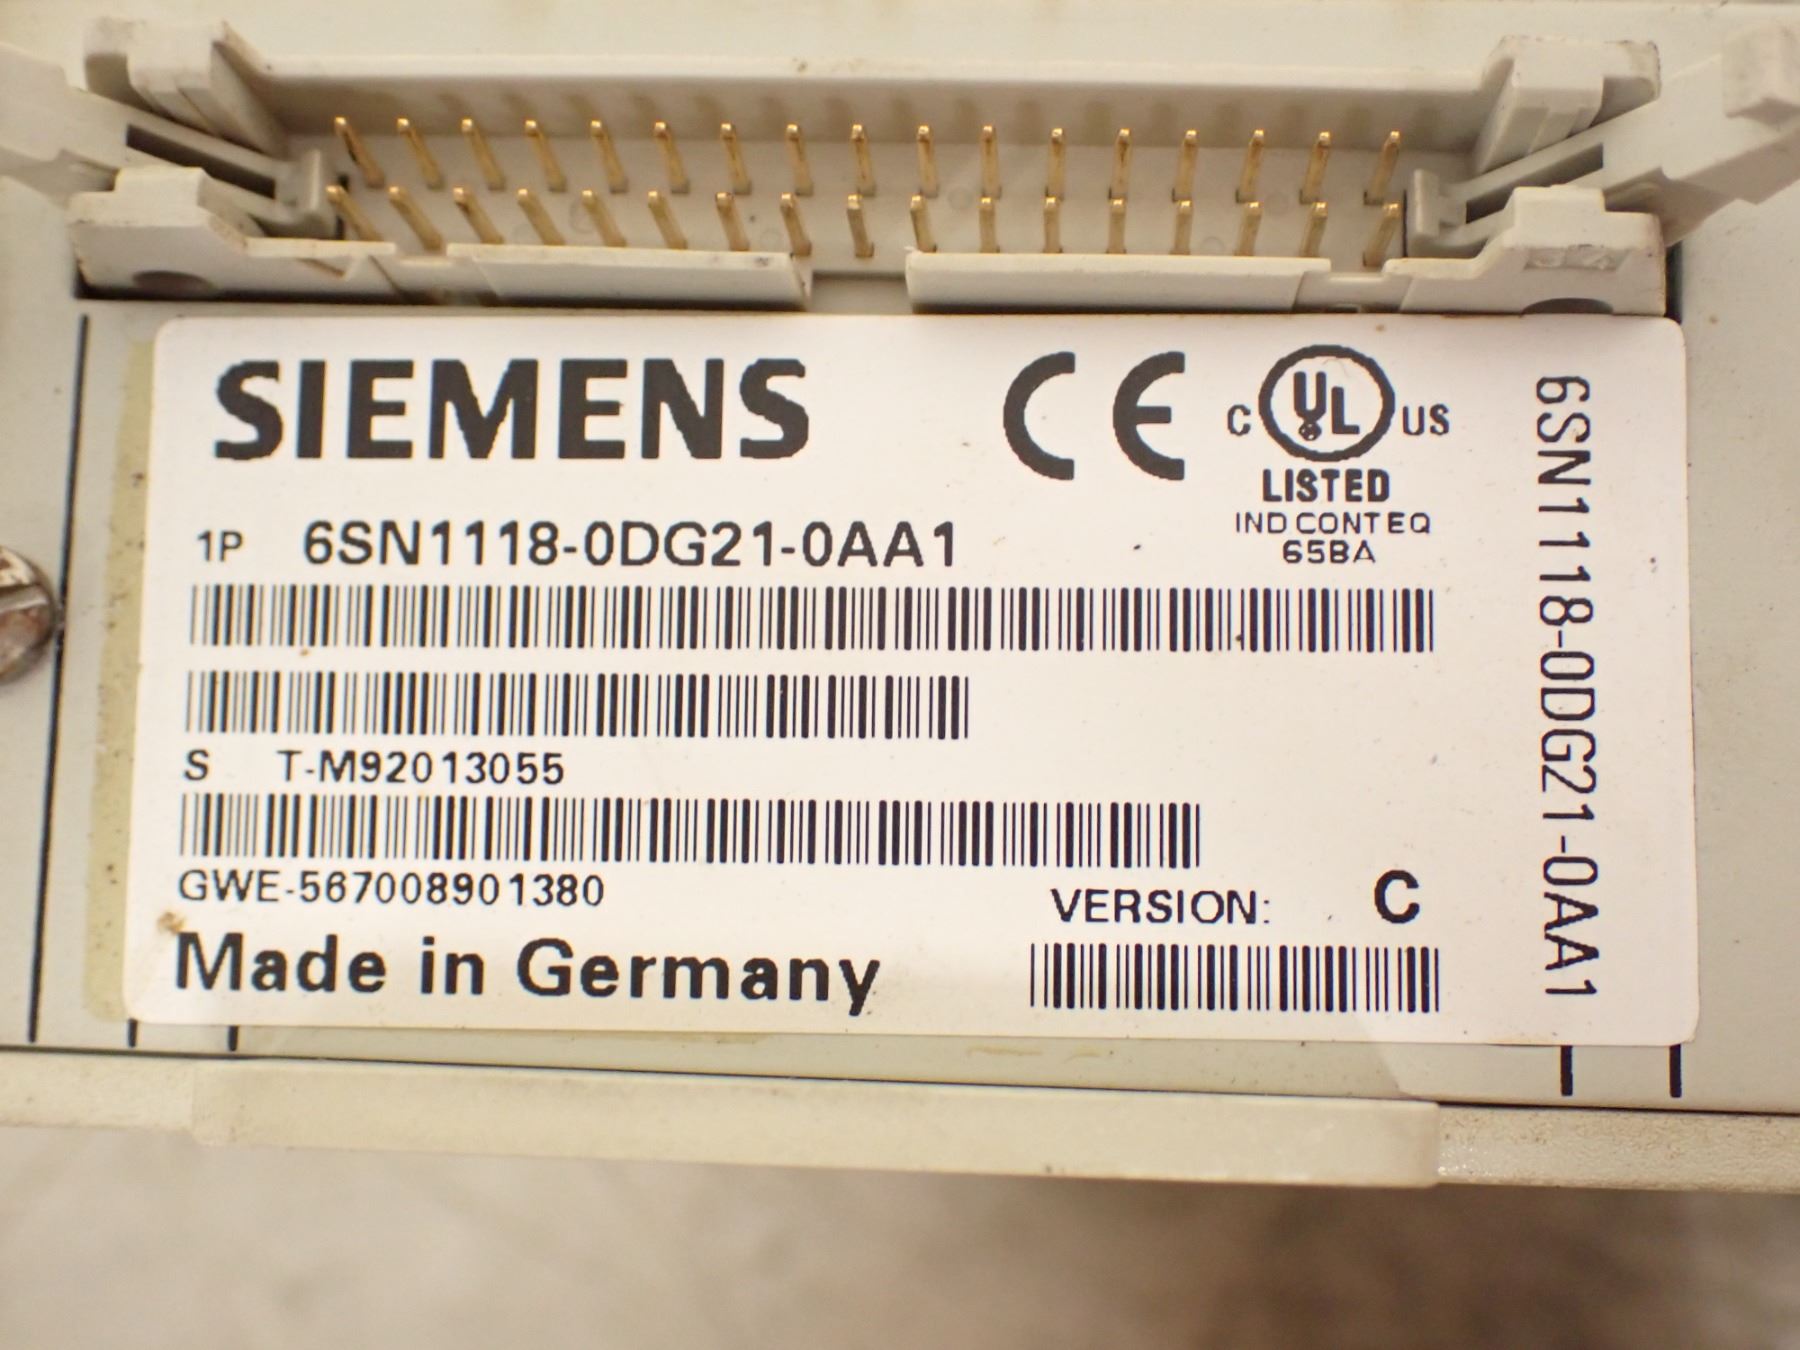 SIEMENS
CE
C UL US
LISTED
IND CONT EQ
65BA
1P 6SN1118-0DG21-0AA1
S T-M92013055
GWE-567008901380
VERSION: C
Made in Germany
6SN1118-0DG21-0AA1